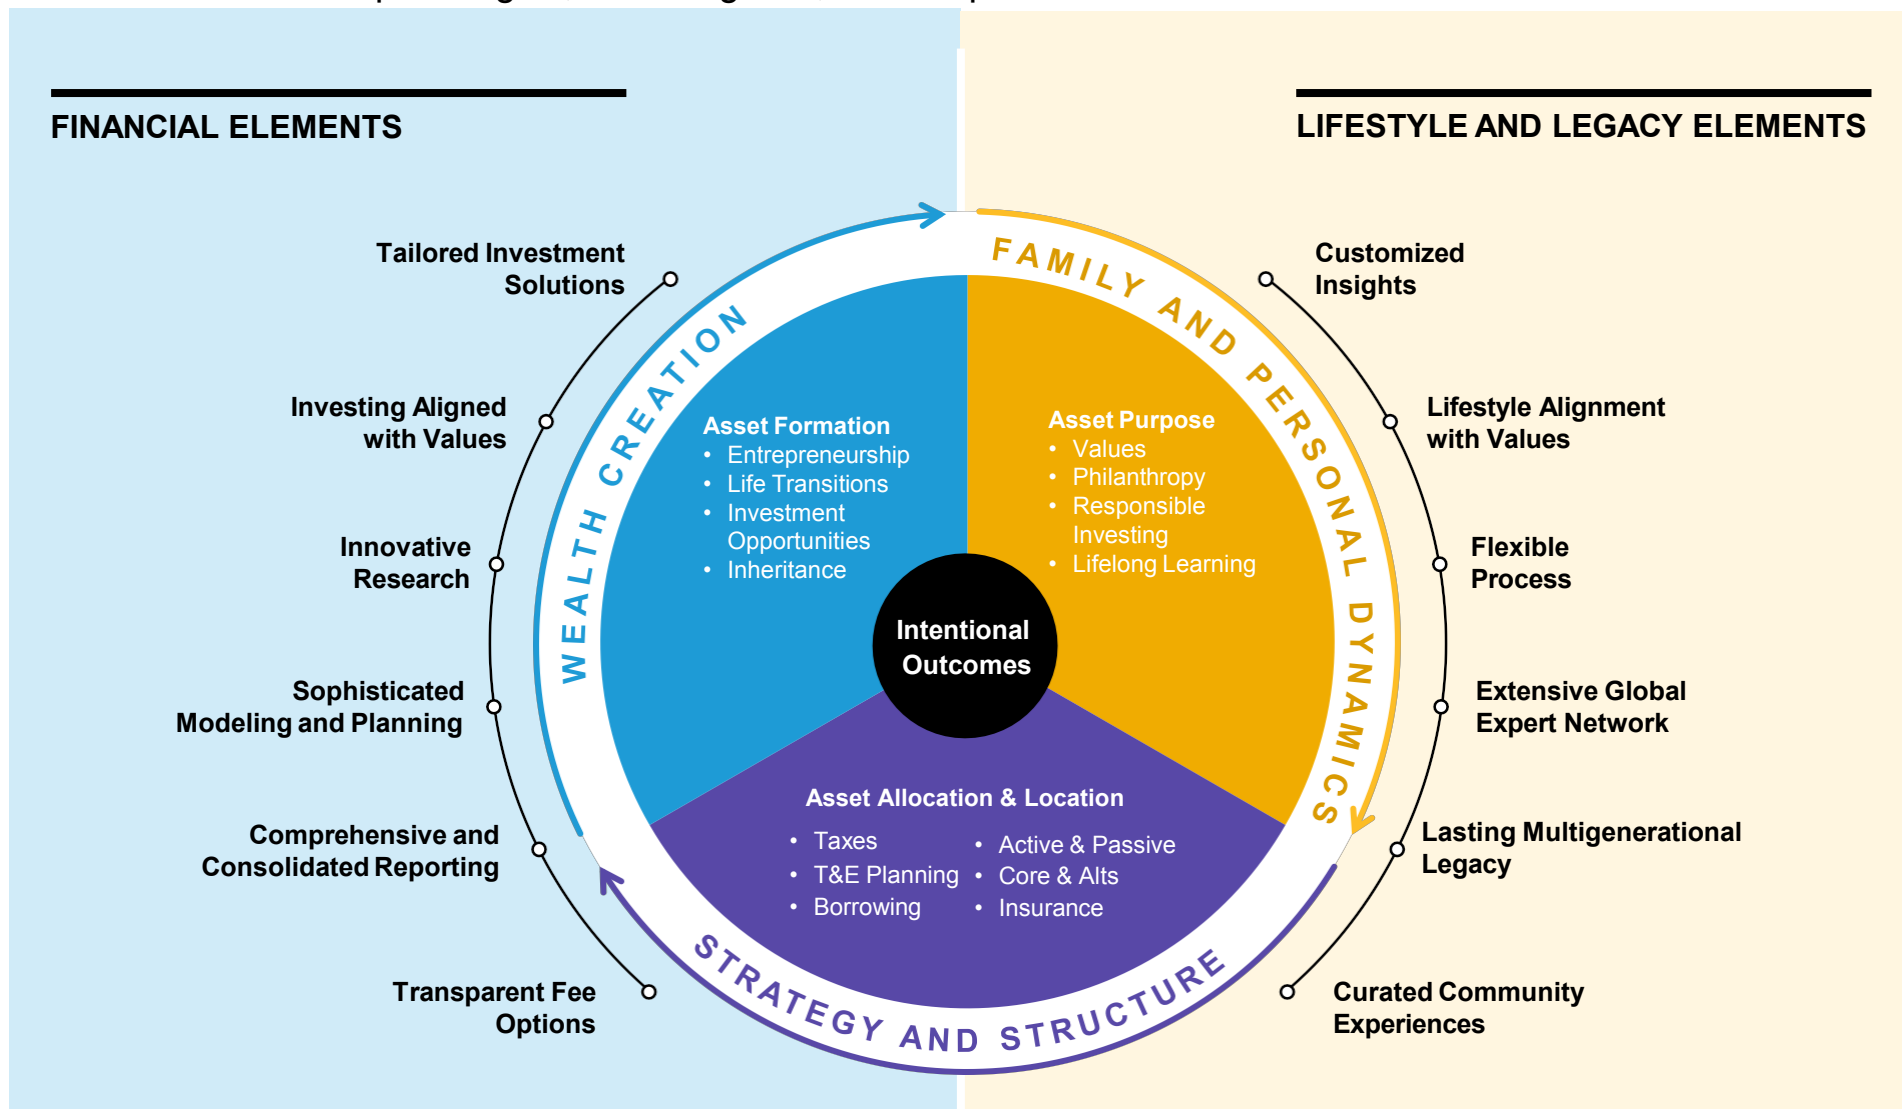 FINANCIAL ELEMENTS
LIFESTYLE AND LEGACY ELEMENTS
Tailored Investment
Solutions
Investing Aligned
with Values
Innovative
Research
Sophisticated
Modeling and Planning
Comprehensive and
Consolidated Reporting
Transparent Fee
Options
WEALTH CREATION
FAMILY AND PERSONAL DYNAMICS
STRATEGY AND STRUCTURE
Asset Formation
• Entrepreneurship
• Life Transitions
• Investment
Opportunities
• Inheritance
Asset Purpose
• Values
• Philanthropy
• Responsible
Investing
• Lifelong Learning
Intentional
Outcomes
Asset Allocation & Location
• Taxes
• T&E Planning
• Borrowing
• Active & Passive
• Core & Alts
• Insurance
Customized
Insights
Lifestyle Alignment
with Values
Flexible
Process
Extensive Global
Expert Network
Lasting Multigenerational
Legacy
Curated Community
Experiences